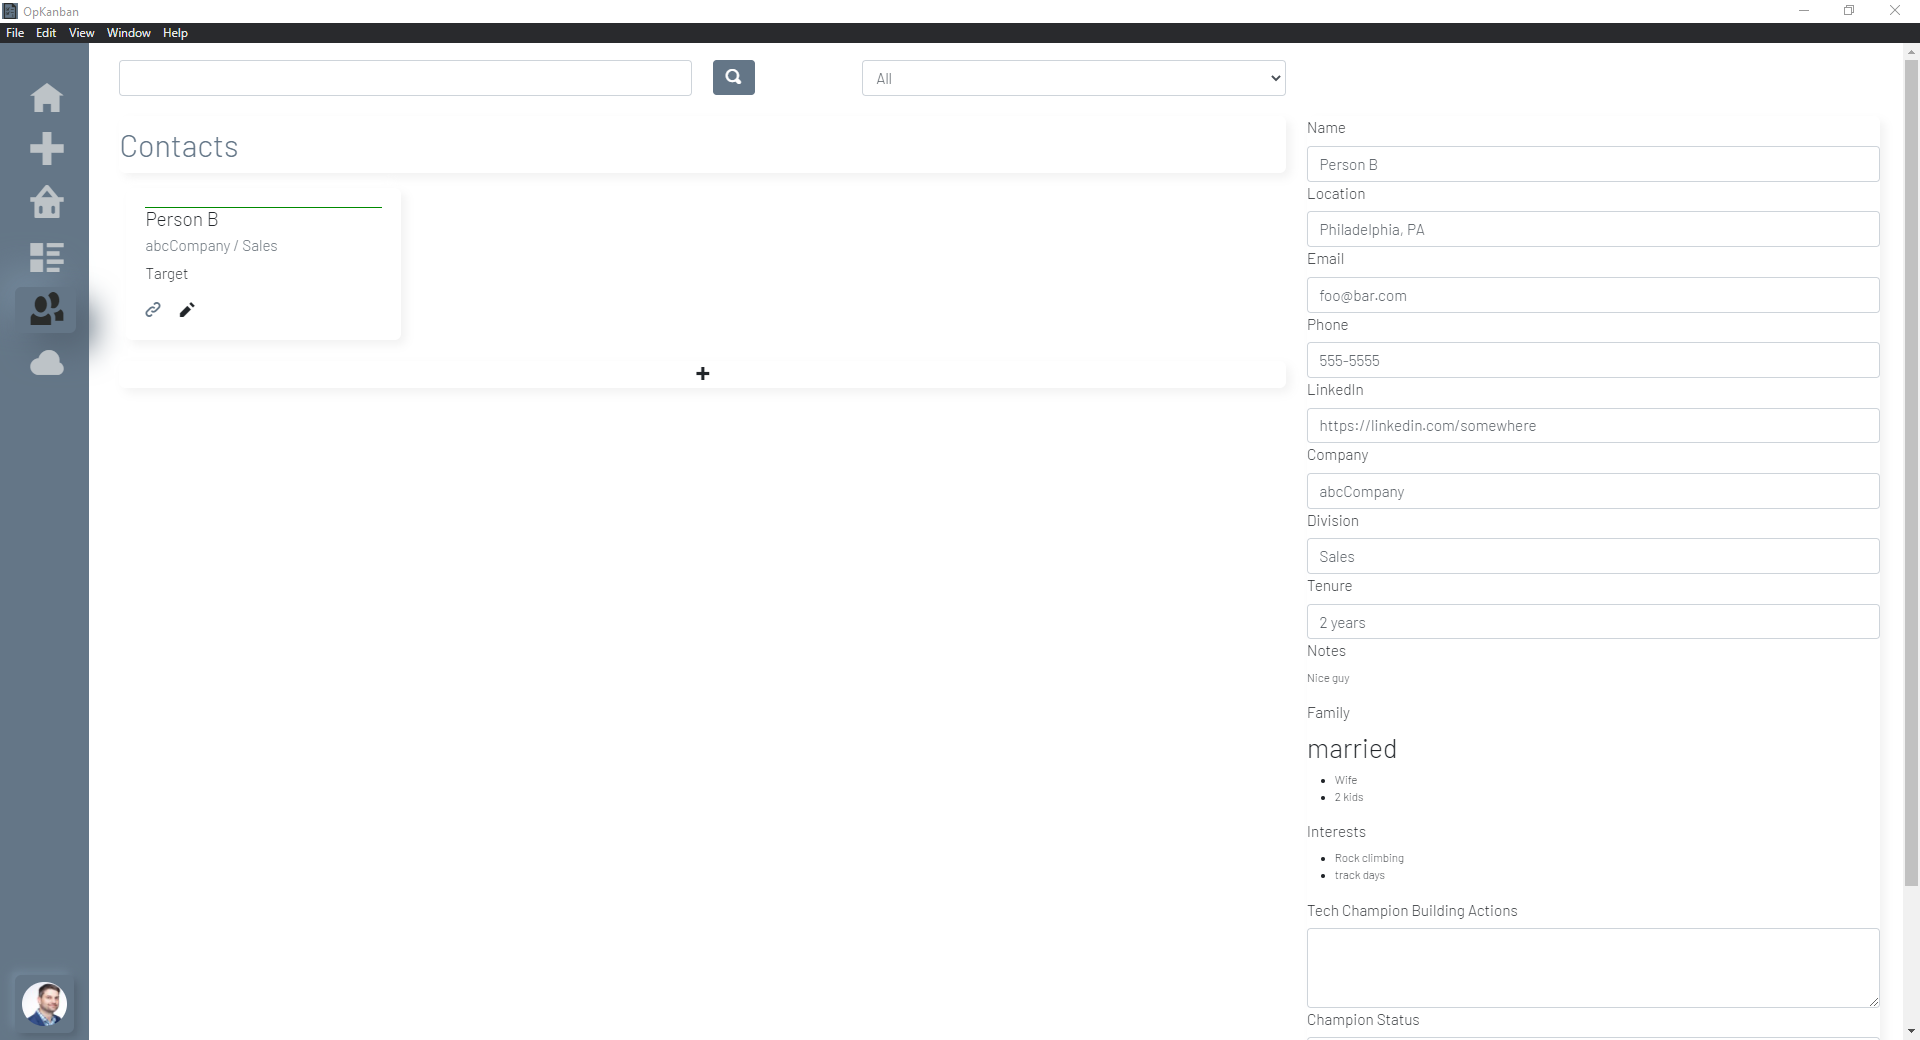 OpKanban
File Edit View Window Help
All
Contacts
Person B
abcCompany / Sales
Target
Name
Person B
Location
Philadelphia, PA
Email
foo@bar.com
Phone
555-5555
LinkedIn
https://linkedin.com/somewhere
Company
abcCompany
Division
Sales
Tenure
2 years
Notes
Nice guy
Family
married
Wife
2 kids
Interests
Rock climbing
track days
Tech Champion Building Actions
Champion Status